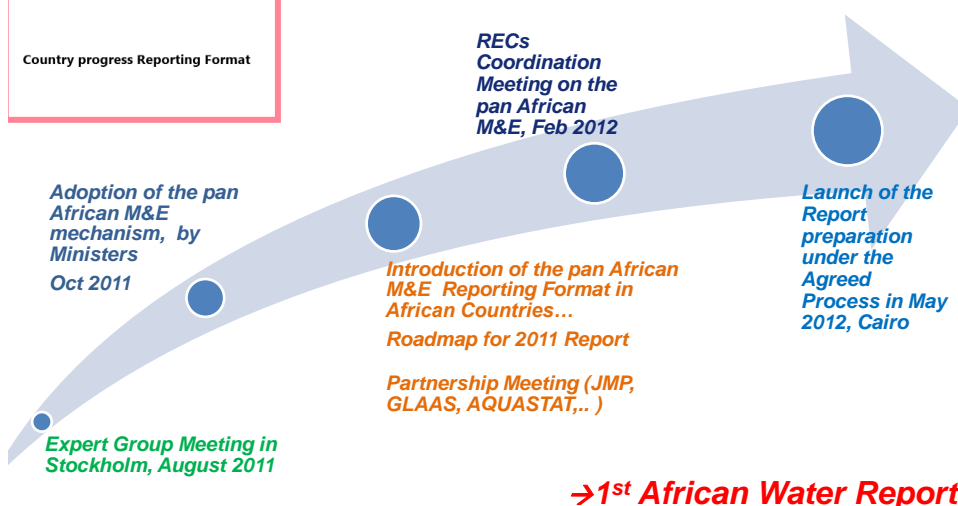 Country progress Reporting Format
RECs
Coordination
Meeting on the
pan African
M&E, Feb 2012
Adoption of the pan
African M&E
mechanism, by
Ministers
Oct 2011
Launch of the
Report
preparation
under the
Agreed
Process in May
2012, Cairo
Introduction of the pan African
M&E Reporting Format in
African Countries…
Roadmap for 2011 Report
Partnership Meeting (JMP,
GLAAS, AQUASTAT,.. )
Expert Group Meeting in
Stockholm, August 2011
→1st African Water Report